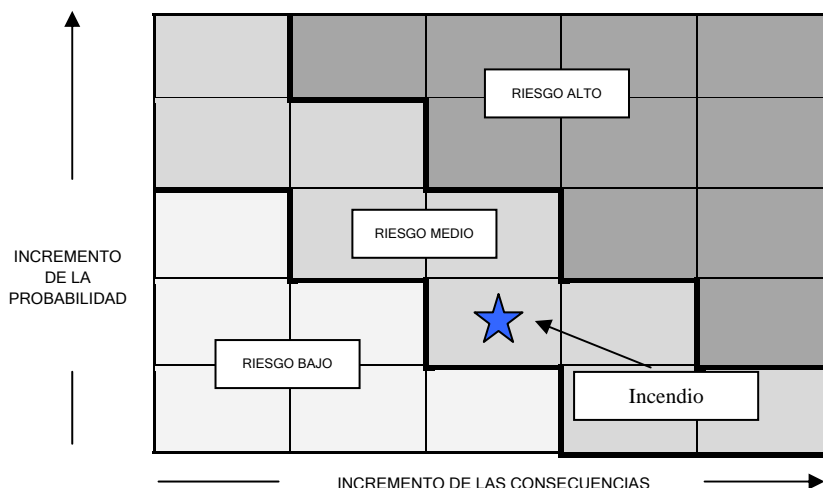 RIESGO ALTO
RIESGO MEDIO
INCREMENTO
DE LA
PROBABILIDAD
RIESGO BAJO
Incendio
INCREMENTO DE LAS CONSECUENCIAS